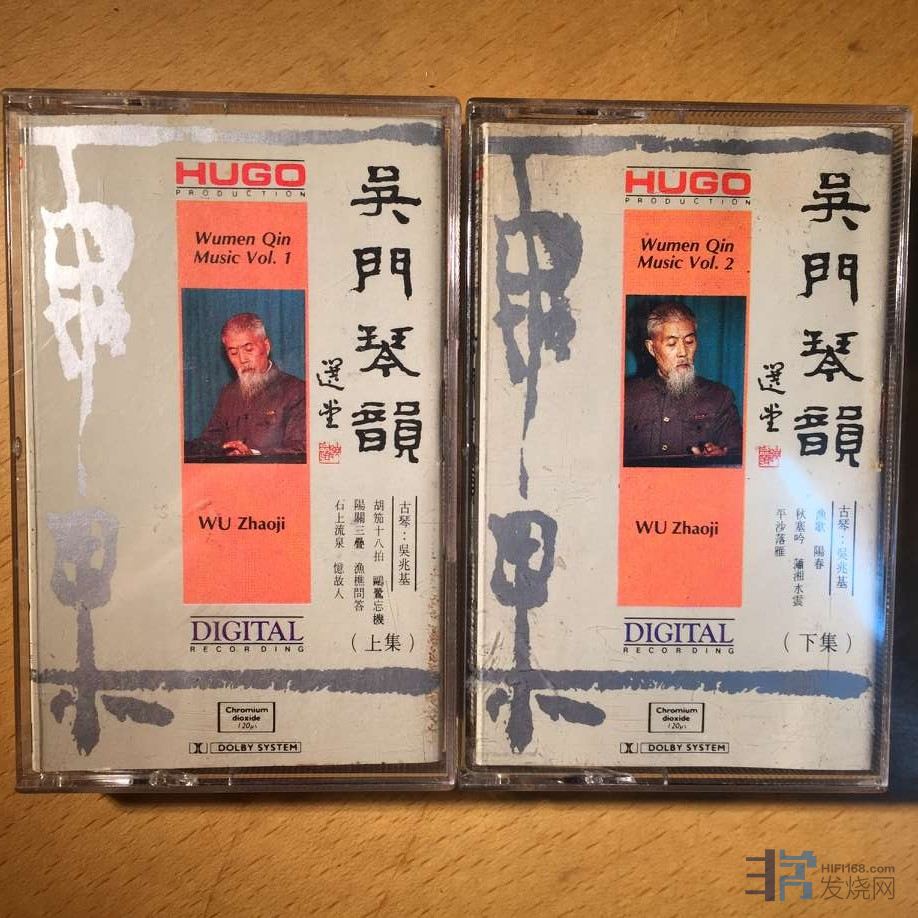 HUGO
PRODUCTION
Wumen Qin
Music Vol. 1
WU Zhaoji
DIGITAL
RECORDING
吳門琴韻
選堂
古琴：吳兆基
胡笳十八拍 鷗鷺忘機
陽關三疊 漁樵問答
石上流泉 憶故人
（上集）
Chromium
dioxide
120µs
DOLBY SYSTEM
HUGO
PRODUCTION
Wumen Qin
Music Vol. 2
WU Zhaoji
DIGITAL
RECORDING
吳門琴韻
選堂
古琴：吳兆基
漁歌 陽春
秋塞吟 瀟湘水雲
平沙落雁
（下集）
Chromium
dioxide
120µs
DOLBY SYSTEM
HIFI168.com
发烧网